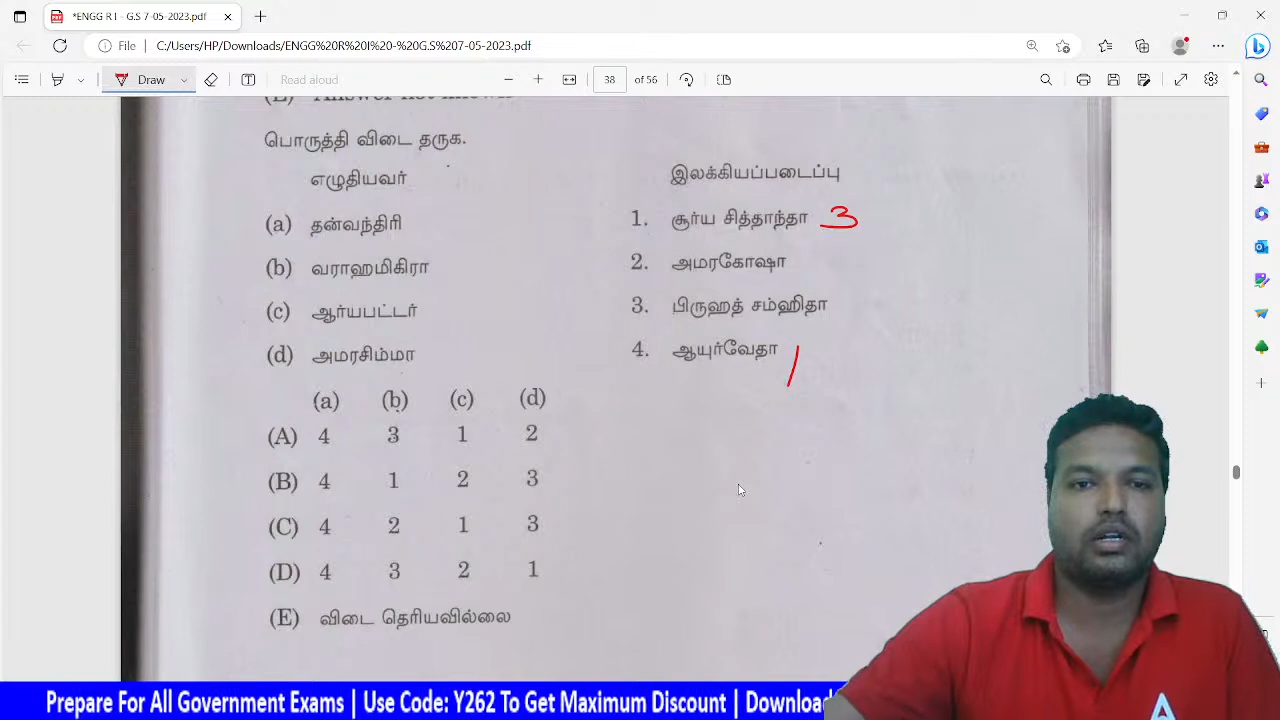 *ENGG R I - G.S 7-05-2023.pdf
File C:/Users/HP/Downloads/ENGG%20R%20I%20-%20G.S%207-05-2023.pdf
Draw Read aloud 38 of 56
(E) Answer not known
பொருத்தி விடை தருக.
எழுதியவர் இலக்கியப்படைப்பு
(a) தன்வந்திரி 1. சூர்ய சித்தாந்தா 3
(b) வராஹமிகிரா 2. அமரகோஷா
(c) ஆர்யபட்டர் 3. பிருஹத் சம்ஹிதா
(d) அமரசிம்மா 4. ஆயுர்வேதா
(a) (b) (c) (d)
(A) 4 3 1 2
(B) 4 1 2 3
(C) 4 2 1 3
(D) 4 3 2 1
(E) விடை தெரியவில்லை
Prepare For All Government Exams | Use Code: Y262 To Get Maximum Discount | Download